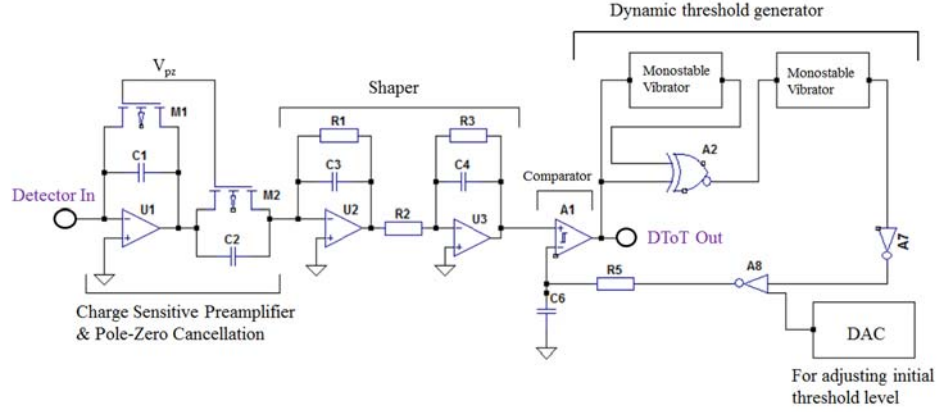 Dynamic threshold generator
Monostable
Vibrator
Monostable
Vibrator
Vpz
Shaper
M1
R1
R3
A2
C1
C3
C4
Comparator
Detector In
M2
U1
U2
R2
U3
A1
DToT Out
C2
A7
A8
R5
C6
Charge Sensitive Preamplifier
& Pole-Zero Cancellation
DAC
For adjusting initial
threshold level